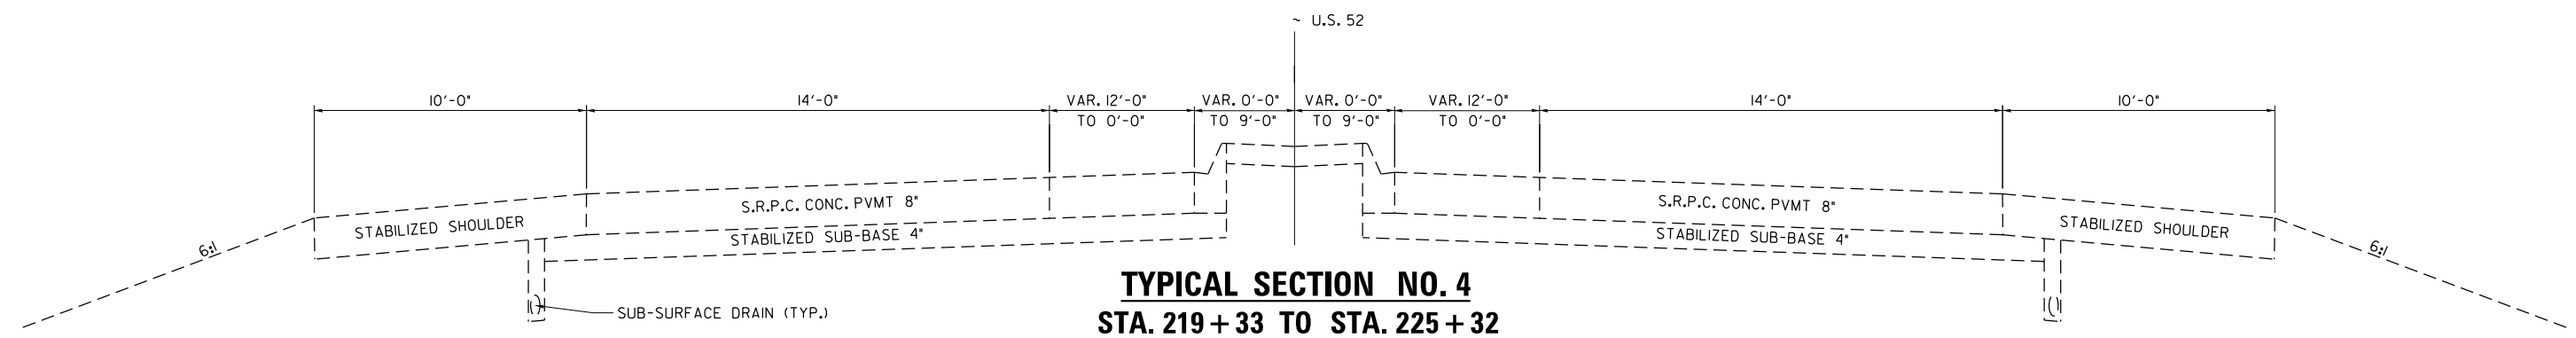 ~ U.S. 52
10'-0"
14'-0"
VAR. 12'-0"
TO 0'-0"
VAR. 0'-0"
TO 9'-0"
VAR. 0'-0"
TO 9'-0"
VAR. 12'-0"
TO 0'-0"
14'-0"
10'-0"
6:1
STABILIZED SHOULDER
S.R.P.C. CONC. PVMT 8"
STABILIZED SUB-BASE 4"
S.R.P.C. CONC. PVMT 8"
STABILIZED SUB-BASE 4"
STABILIZED SHOULDER
6:1
SUB-SURFACE DRAIN (TYP.)
TYPICAL SECTION NO. 4
STA. 219+33 TO STA. 225+32